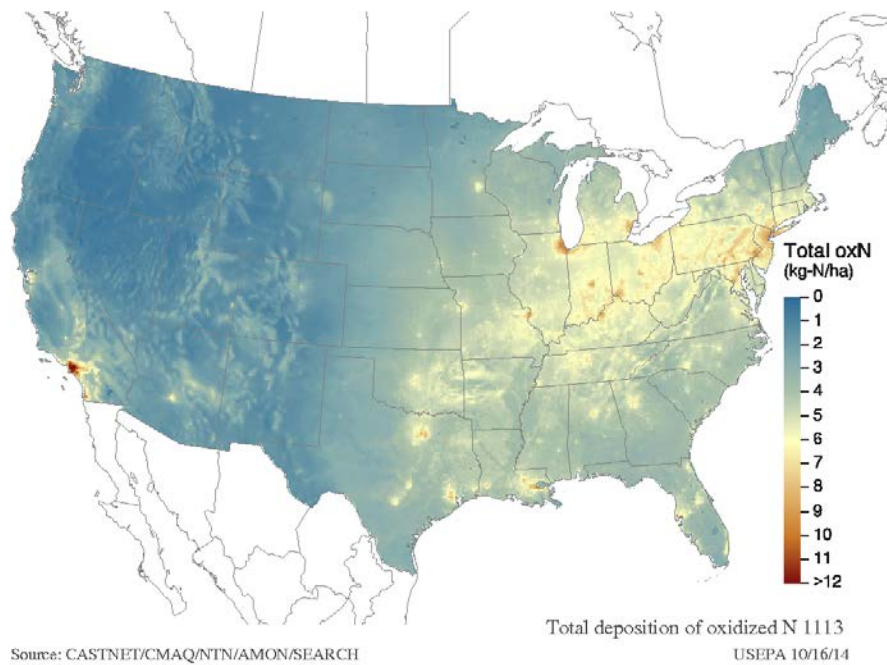 Total oxN
(kg-N/ha)
0
1
2
3
4
5
6
7
8
9
10
11
>12
Total deposition of oxidized N 1113
Source: CASTNET/CMAQ/NTN/AMON/SEARCH
USEPA 10/16/14